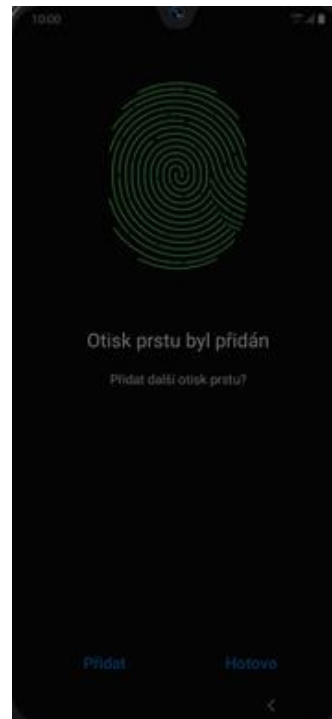 10:00
Otisk prstu byl přidán
Přidat další otisk prstu?
Přidat
Hotovo